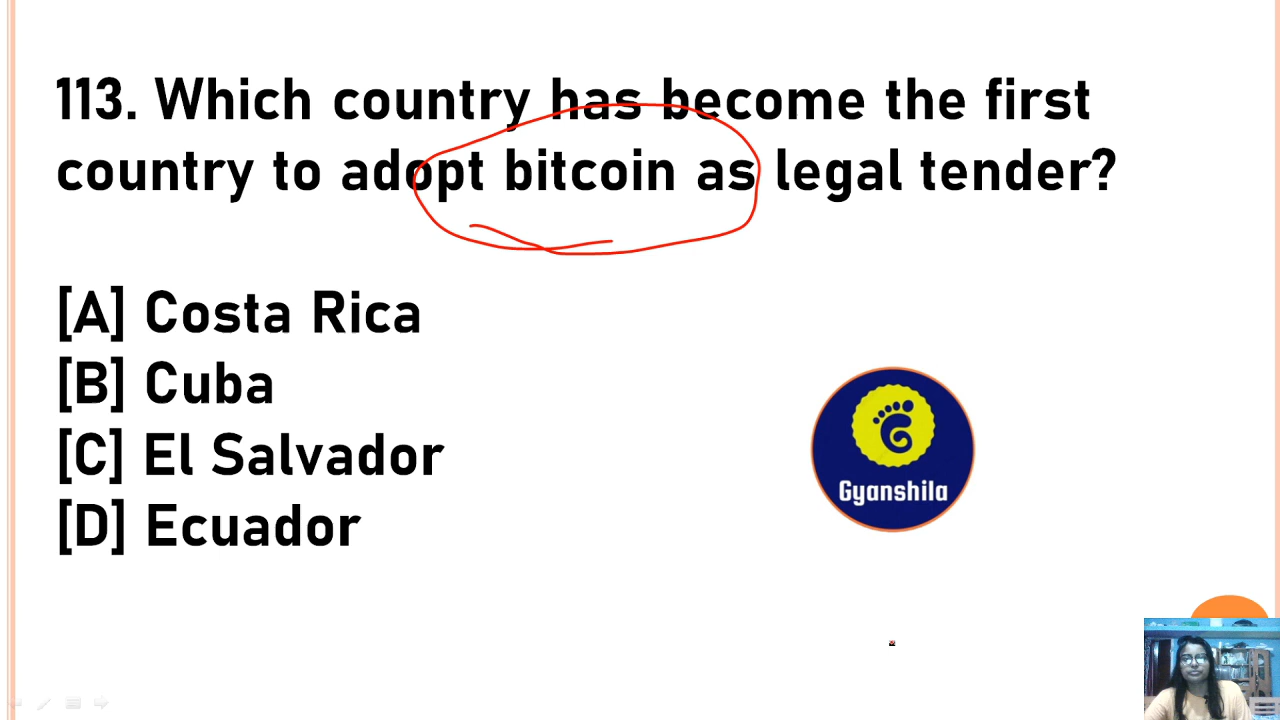 113. Which country has become the first
country to adopt bitcoin as legal tender?
[A] Costa Rica
[B] Cuba
[C] El Salvador
[D] Ecuador
Gyanshila